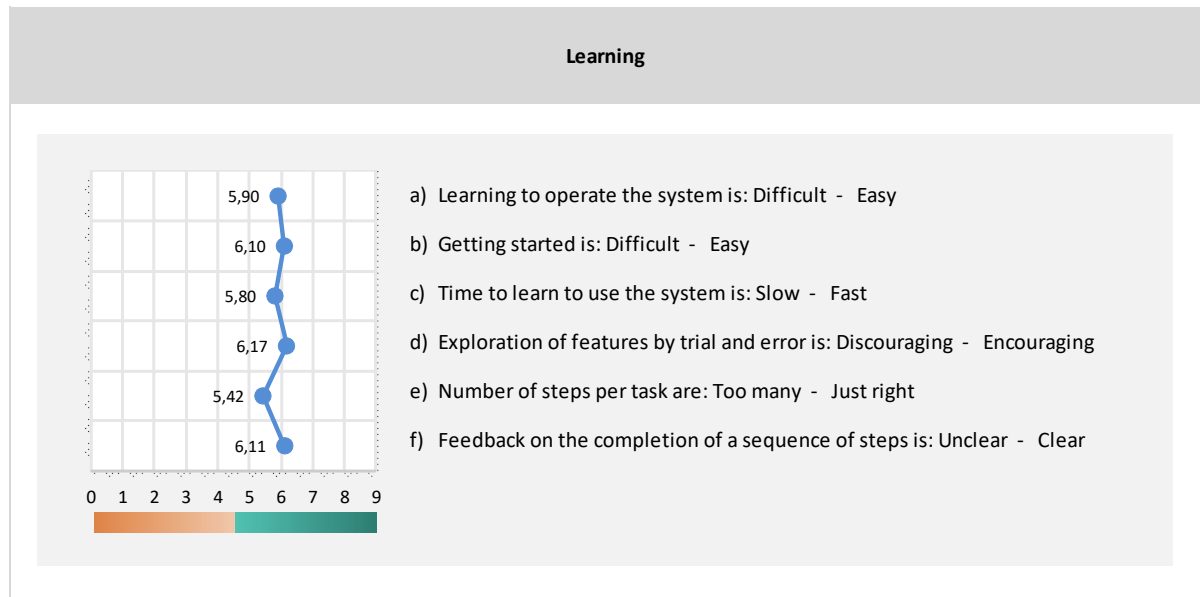 Learning
5,90 a) Learning to operate the system is: Difficult - Easy
6,10 b) Getting started is: Difficult - Easy
5,80 c) Time to learn to use the system is: Slow - Fast
6,17 d) Exploration of features by trial and error is: Discouraging - Encouraging
5,42 e) Number of steps per task are: Too many - Just right
6,11 f) Feedback on the completion of a sequence of steps is: Unclear - Clear
0 1 2 3 4 5 6 7 8 9